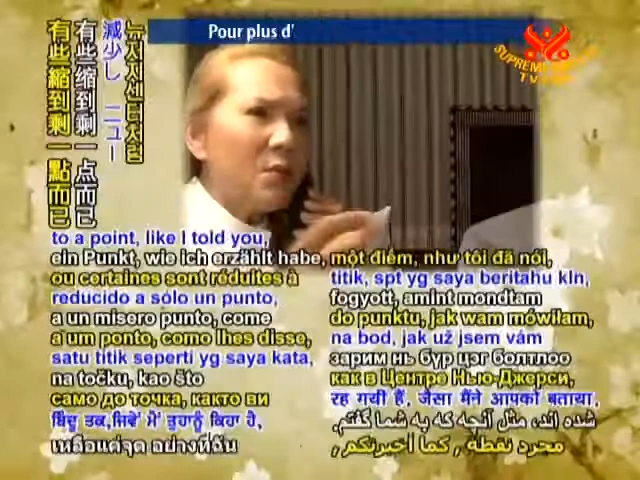 Pour plus d'
SUPREME MASTER
TV
有些縮到剩一點而已
有些缩到剩一点而已
減少し ニュー
뉴저지센터처럼
to a point, like I told you,
ein Punkt, wie ich erzählt habe,
ou certaines sont réduites à
reducido a sólo un punto,
a un misero punto, come
a um ponto, como lhes disse,
satu titik seperti yg saya kata,
na točku, kao što
само до точка, както ви
ਬਿੰਦੂ ਤਕ,ਜਿਵੇਂ ਮੈਂ ਤੁਹਾਨੂੰ ਕਿਹਾ ਹੈ,
เหลือแค่จุด อย่างที่ฉัน
một điểm, như tôi đã nói,
titik, spt yg saya beritahu kln,
fogyott, amint mondtam
do punktu, jak wam mówiłam,
na bod, jak už jsem vám
зарим нь бүр цэг болтлоо
как в Центре Нью-Джерси,
रह गयी हैं, जैसा मैंने आपको बताया,
شده اند، مثل آنچه که به شما گفتم.
مجرد نقطة ، كما أخبرتكم ،